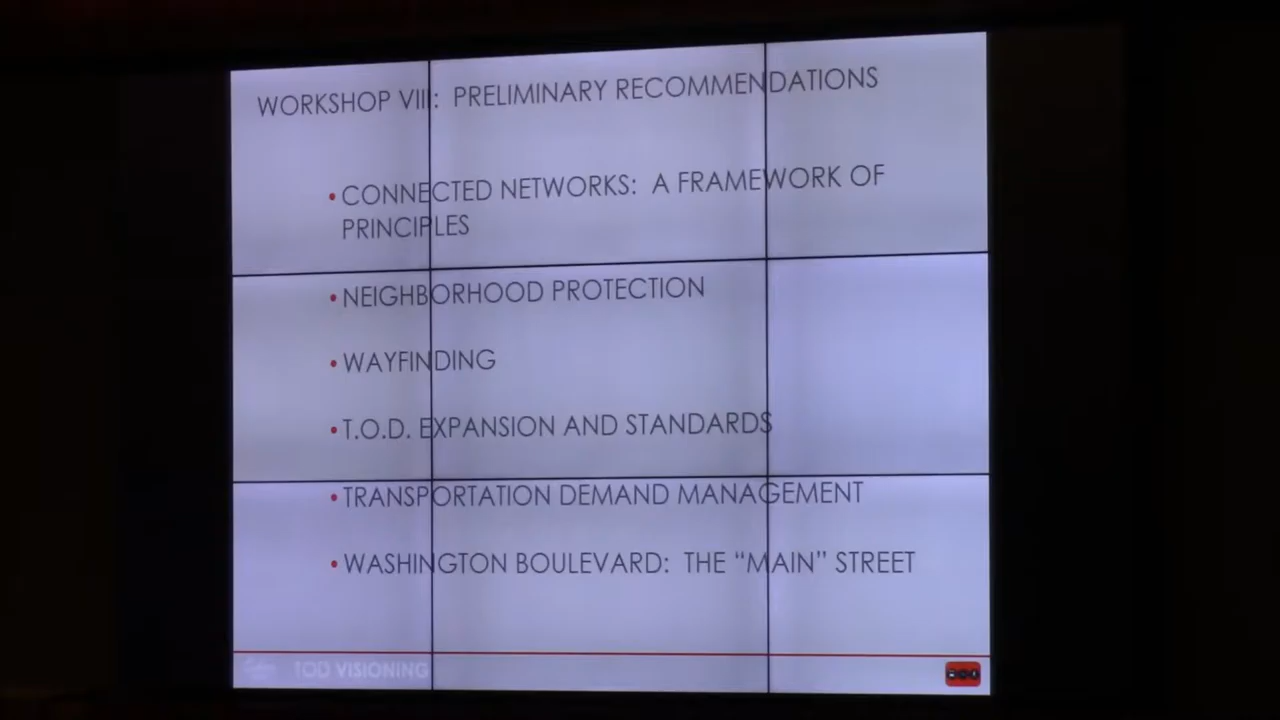 WORKSHOP VIII: PRELIMINARY RECOMMENDATIONS
• CONNECTED NETWORKS: A FRAMEWORK OF
PRINCIPLES
• NEIGHBORHOOD PROTECTION
• WAYFINDING
• T.O.D. EXPANSION AND STANDARDS
• TRANSPORTATION DEMAND MANAGEMENT
• WASHINGTON BOULEVARD: THE “MAIN” STREET
TOD VISIONING